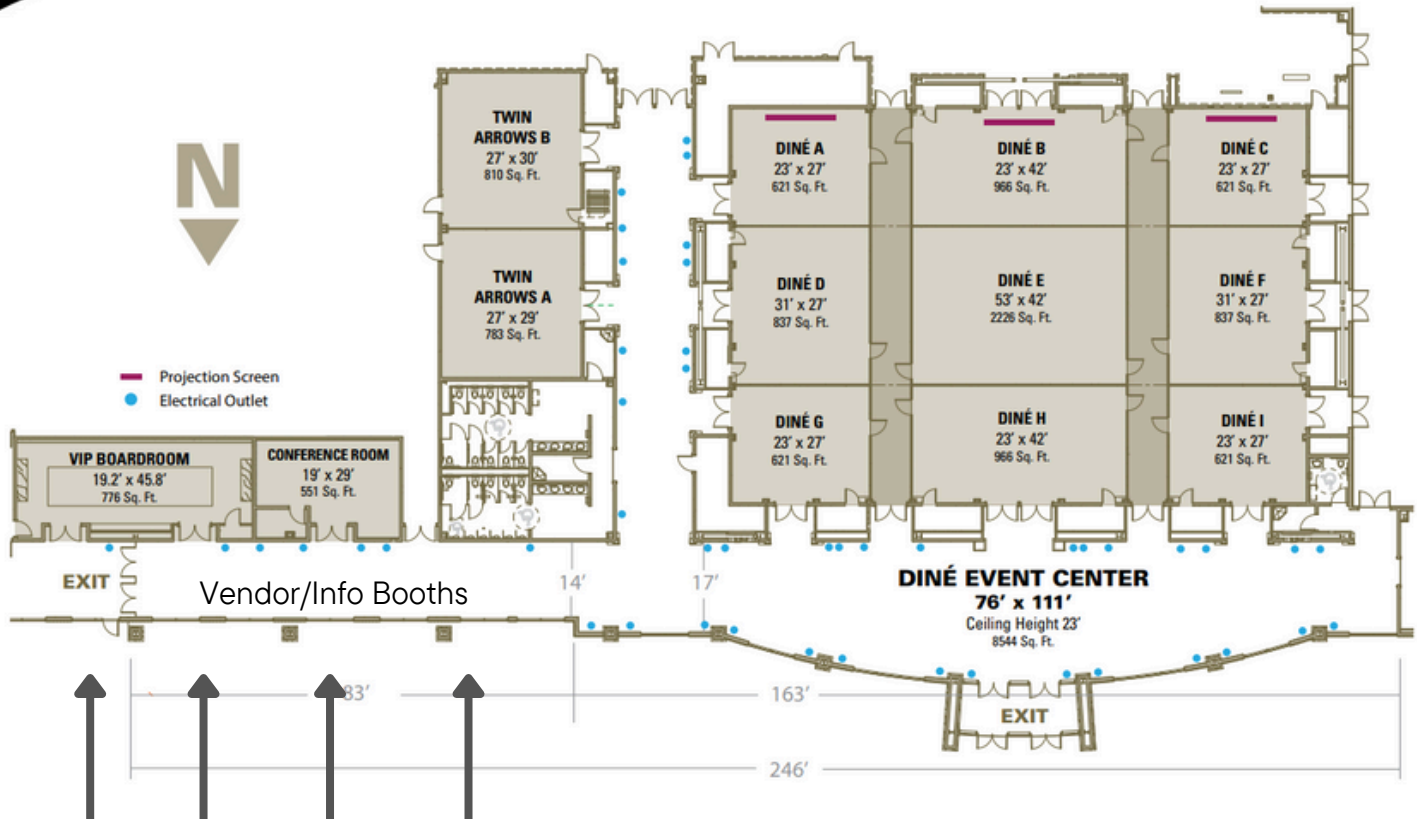 N
TWIN
ARROWS B
27′ x 30′
810 Sq. Ft.
TWIN
ARROWS A
27′ x 29′
783 Sq. Ft.
DINÉ A
23′ x 27′
621 Sq. Ft.
DINÉ B
23′ x 42′
966 Sq. Ft.
DINÉ C
23′ x 27′
621 Sq. Ft.
DINÉ D
31′ x 27′
837 Sq. Ft.
DINÉ E
53′ x 42′
2226 Sq. Ft.
DINÉ F
31′ x 27′
837 Sq. Ft.
DINÉ G
23′ x 27′
621 Sq. Ft.
DINÉ H
23′ x 42′
966 Sq. Ft.
DINÉ I
23′ x 27′
621 Sq. Ft.
Projection Screen
Electrical Outlet
VIP BOARDROOM
19.2′ x 45.8′
776 Sq. Ft.
CONFERENCE ROOM
19′ x 29′
551 Sq. Ft.
EXIT
Vendor/Info Booths
14′
17′
DINÉ EVENT CENTER
76′ x 111′
Ceiling Height 23′
8544 Sq. Ft.
83′
163′
EXIT
246′